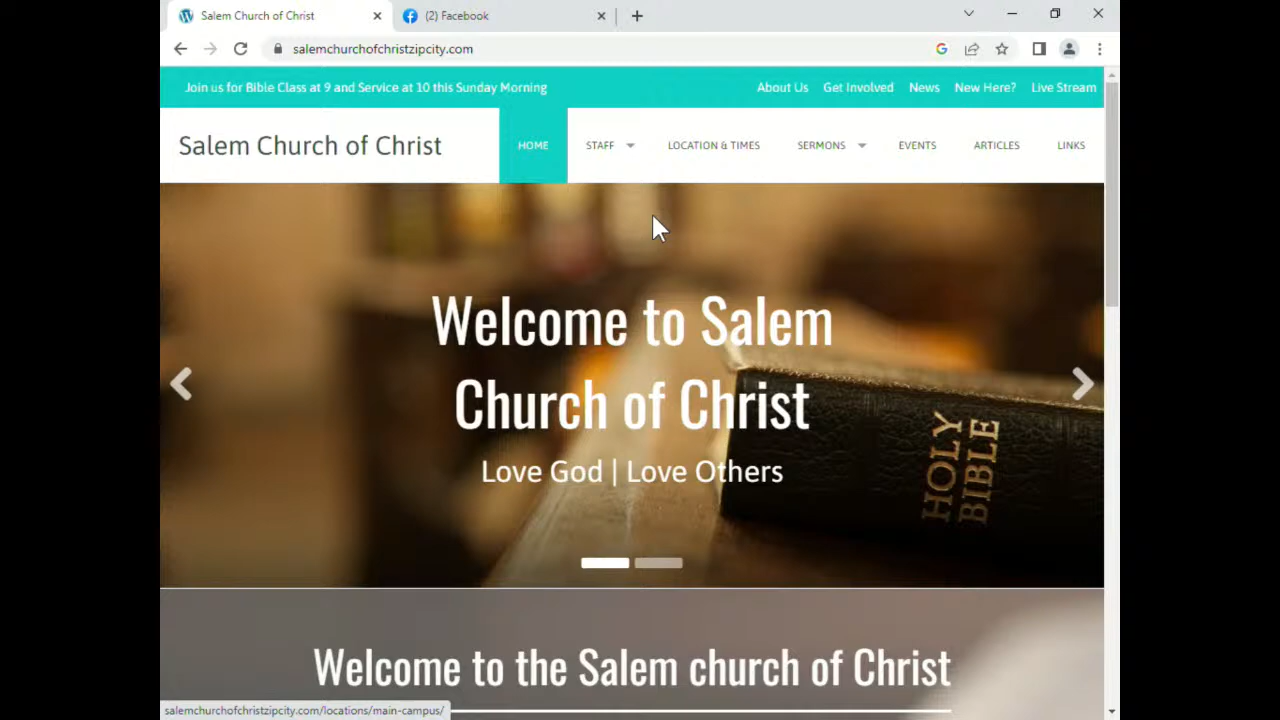 Salem Church of Christ
(2) Facebook
salemchurchofchristzipcity.com
Join us for Bible Class at 9 and Service at 10 this Sunday Morning
About Us Get Involved News New Here? Live Stream
Salem Church of Christ
HOME STAFF LOCATION & TIMES SERMONS EVENTS ARTICLES LINKS
Welcome to Salem
Church of Christ
Love God | Love Others
HOLY
BIBLE
Welcome to the Salem church of Christ
salemchurchofchristzipcity.com/locations/main-campus/